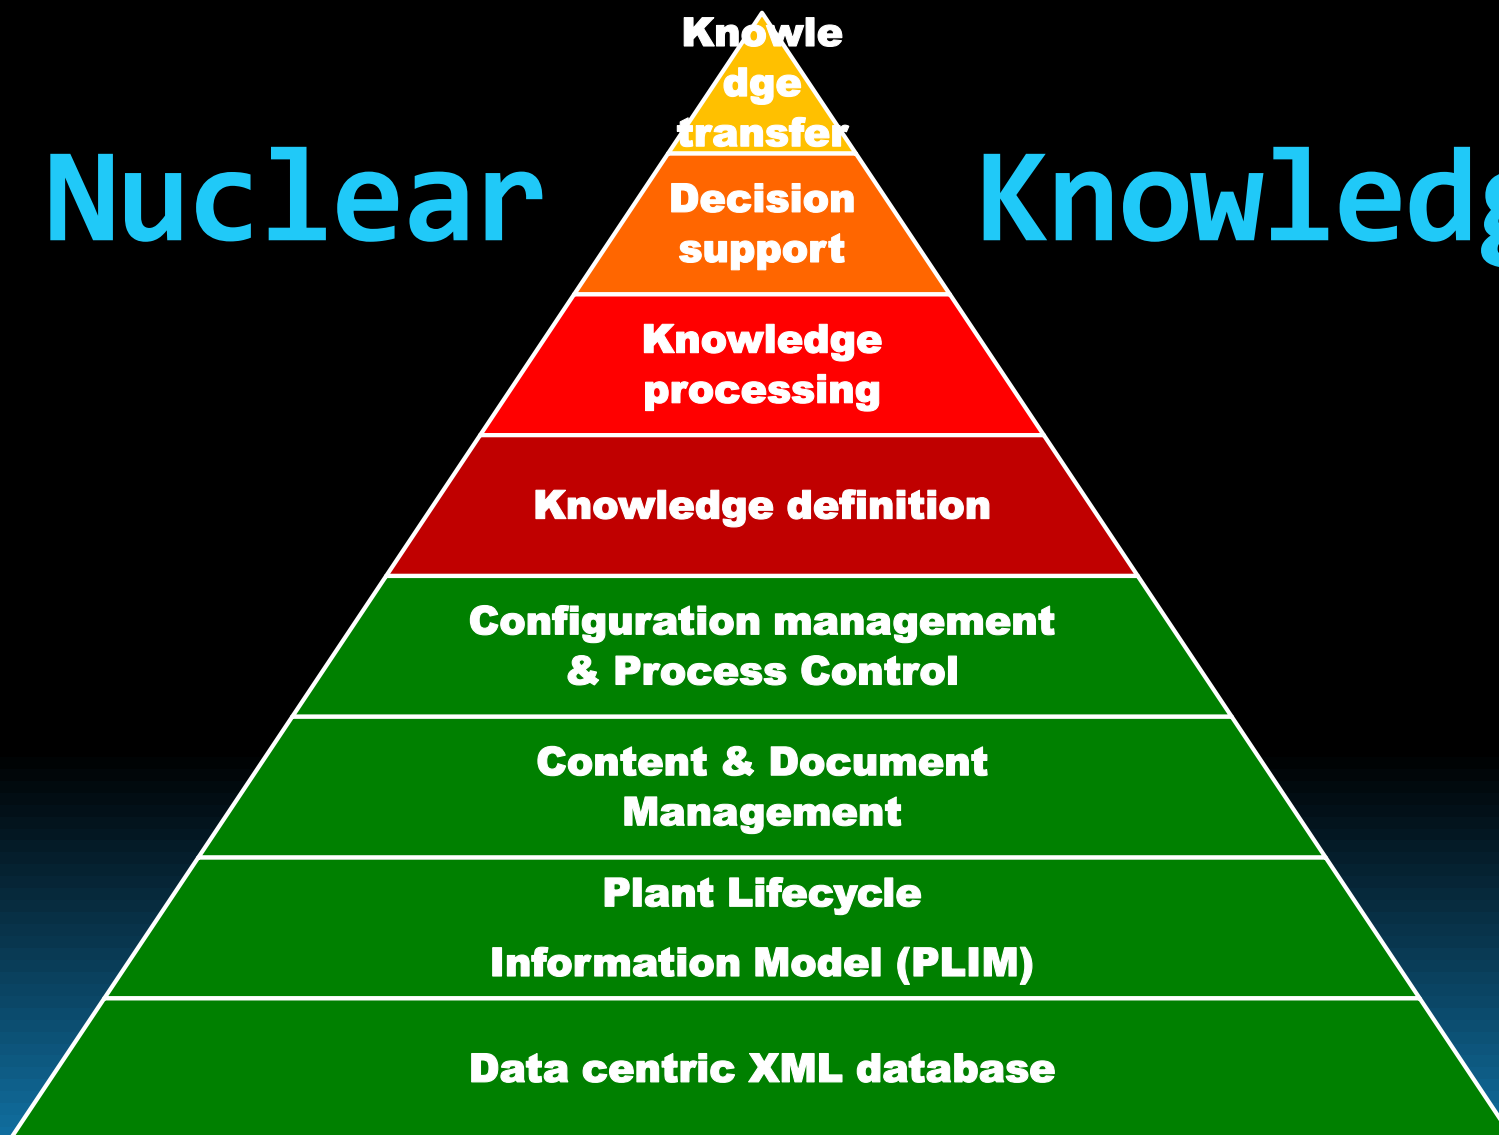 Knowle
dge
transfer
Nuclear Knowledg
Decision
support
Knowledge
processing
Knowledge definition
Configuration management
& Process Control
Content & Document
Management
Plant Lifecycle
Information Model (PLIM)
Data centric XML database